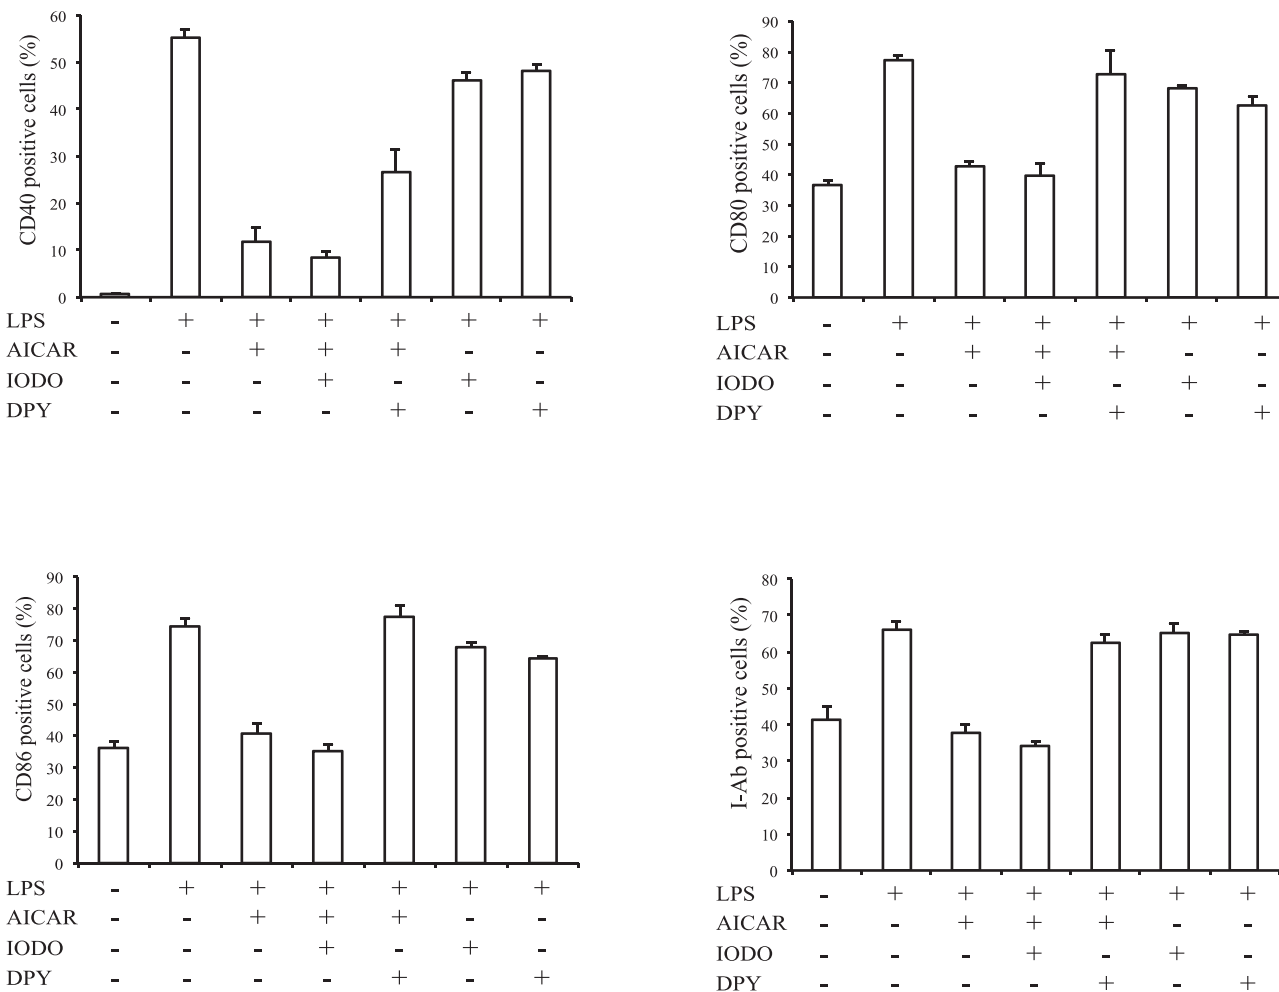 CD40 positive cells (%)
60
50
40
30
20
10
0
LPS - + + + + + +
AICAR - - + + + - -
IODO - - - + - + -
DPY - - - - + - +
CD80 positive cells (%)
90
80
70
60
50
40
30
20
10
0
LPS - + + + + + +
AICAR - - + + + - -
IODO - - - + - + -
DPY - - - - + - +
CD86 positive cells (%)
90
80
70
60
50
40
30
20
10
0
LPS - + + + + + +
AICAR - - + + + - -
IODO - - - + - + -
DPY - - - - + - +
I-Ab positive cells (%)
80
70
60
50
40
30
20
10
0
LPS - + + + + + +
AICAR - - + + + - -
IODO - - - + - + -
DPY - - - - + - +